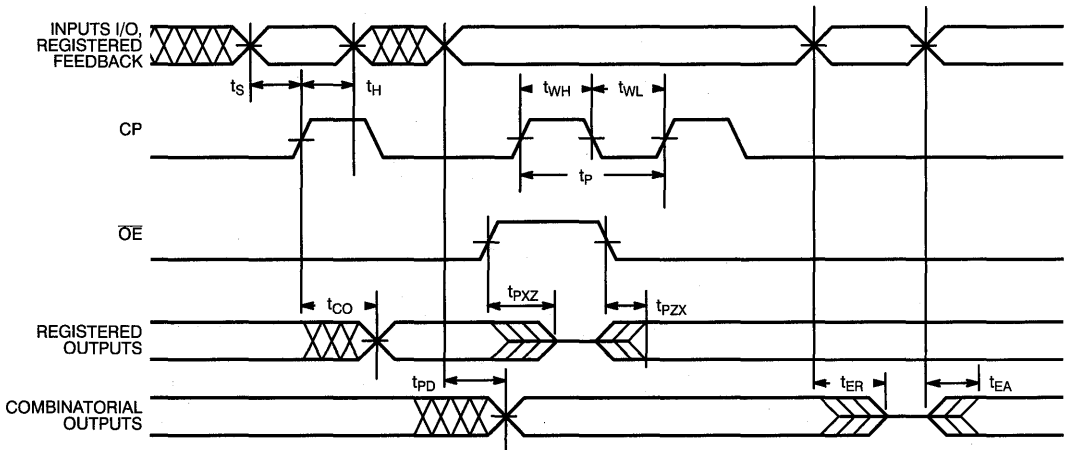 INPUTS I/O,
REGISTERED
FEEDBACK
tS
tH
tWH
tWL
CP
tP
OE
tPXZ
tPZX
tCO
REGISTERED
OUTPUTS
tPD
tER
tEA
COMBINATORIAL
OUTPUTS